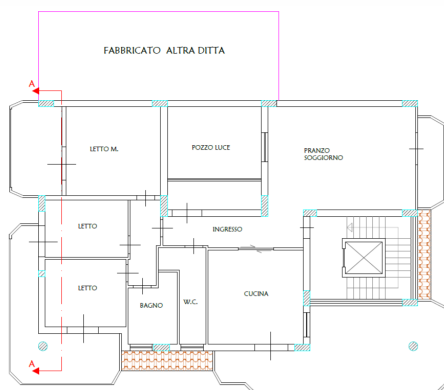 FABBRICATO ALTRA DITTA
A
LETTO M.
POZZO LUCE
PRANZO
SOGGIORNO
LETTO
INGRESSO
LETTO
BAGNO
W.C.
CUCINA
A